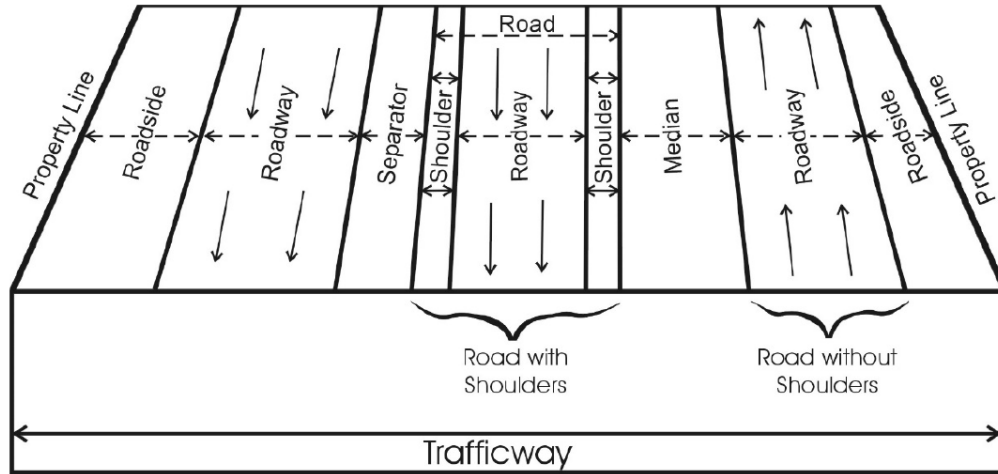 Road
Property Line
Roadside
Roadway
Separator
Shoulder
Roadway
Shoulder
Median
Roadway
Roadside
Property Line
Road with
Shoulders
Road without
Shoulders
Trafficway